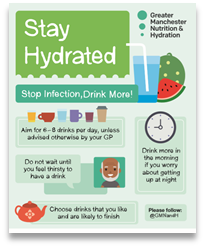 Stay
Hydrated
Greater
Manchester
Nutrition &
Hydration
Stop Infection, Drink More!
Aim for 6-8 drinks per day, unless
advised otherwise by your GP
Drink more in
the morning
if you worry
about getting
up at night
Do not wait until
you feel thirsty to
have a drink
Choose drinks that you like
and are likely to finish
Please follow:
@GMNandH